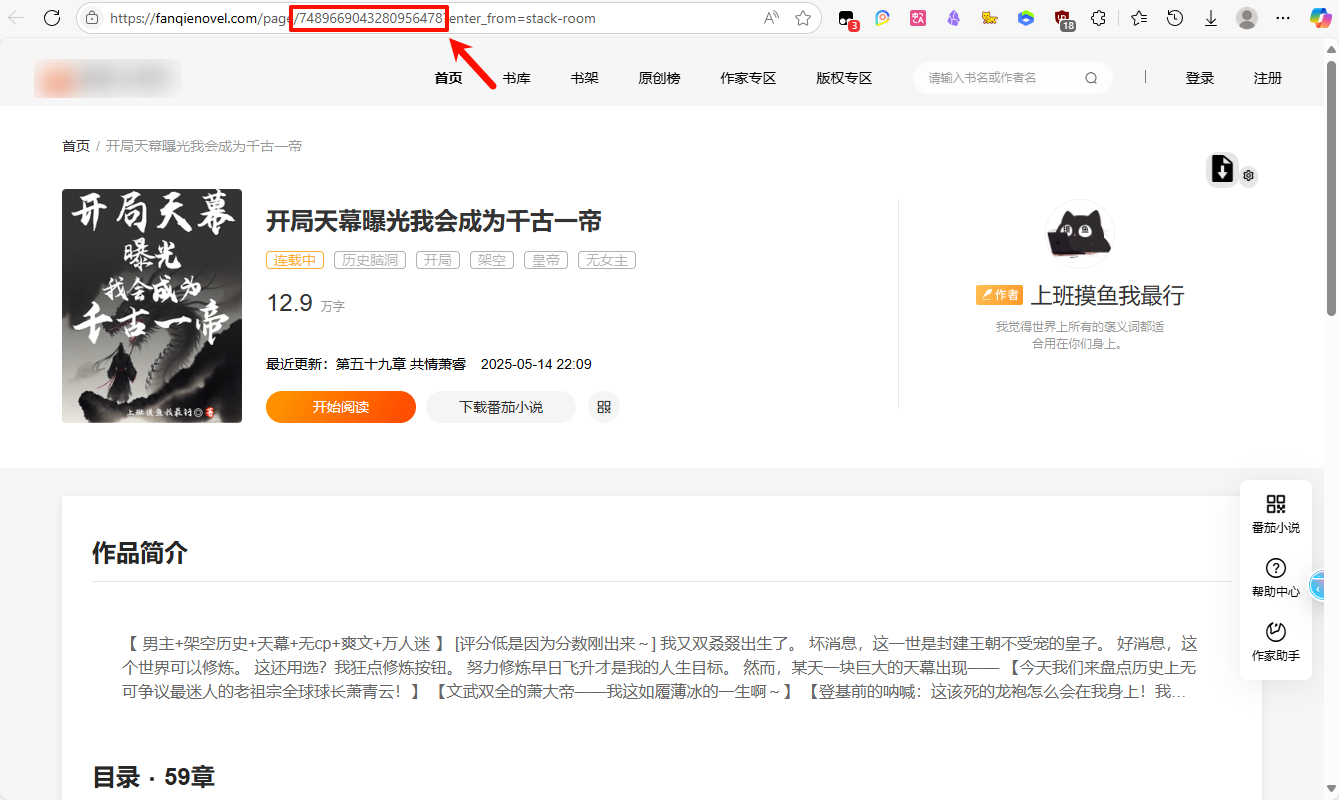 https://fanqienovel.com/page/7489669043280956478?enter_from=stack-room
3
18
首页
书库
书架
原创榜
作家专区
版权专区
请输入书名或作者名
登录
注册
首页 / 开局天幕曝光我会成为千古一帝
开局天幕
曝光
我会成为
千古一帝
上班摸鱼我最行◎著
开局天幕曝光我会成为千古一帝
连载中 历史脑洞 开局 架空 皇帝 无女主
12.9 万字
最近更新：第五十九章 共情萧睿 2025-05-14 22:09
开始阅读
下载番茄小说
摸鱼
作者 上班摸鱼我最行
我觉得世界上所有的褒义词都适
合用在你们身上。
番茄小说
帮助中心
作家助手
作品简介
【 男主+架空历史+天幕+无cp+爽文+万人迷 】 [评分低是因为分数刚出来～] 我又双叒叕出生了。 坏消息，这一世是封建王朝不受宠的皇子。 好消息，这
个世界可以修炼。 这还用选？我狂点修炼按钮。 努力修炼早日飞升才是我的人生目标。 然而，某天一块巨大的天幕出现—— 【今天我们来盘点历史上无
可争议最迷人的老祖宗全球球长萧青云！】 【文武双全的萧大帝——我这如履薄冰的一生啊～】 【登基前的呐喊：这该死的龙袍怎么会在我身上！我…
目录 · 59章